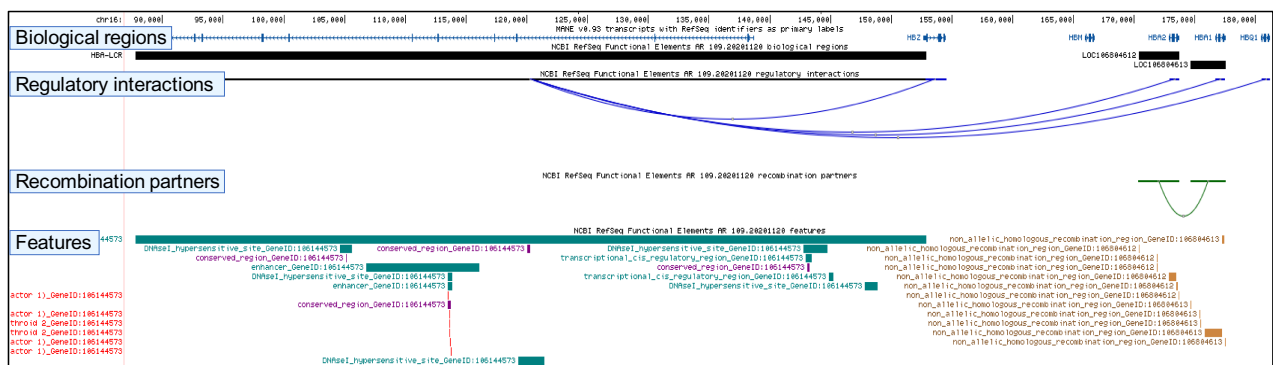 chr16: 90,000 95,000 100,000 105,000 110,000 115,000 120,000 125,000 130,000 135,000 140,000 145,000 150,000 155,000 160,000 165,000 170,000 175,000 180,000
MANE v0.93 transcripts with RefSeq identifiers as primary labels
Biological regions
HBZ HBM HBA2 HBA1 HBQ1
NCBI RefSeq Functional Elements AR 109.20201120 biological regions
HBA-LCR
LOC106804612
LOC106804613
NCBI RefSeq Functional Elements AR 109.20201120 regulatory interactions
Regulatory interactions
Recombination partners
NCBI RefSeq Functional Elements AR 109.20201120 recombination partners
NCBI RefSeq Functional Elements AR 109.20201120 features
Features
44573 non_allelic_homologous_recombination_region_GeneID:106804613
DNAseI_hypersensitive_site_GeneID:106144573 conserved_region_GeneID:106144573 DNAseI_hypersensitive_site_GeneID:106144573 non_allelic_homologous_recombination_region_GeneID:106804612
conserved_region_GeneID:106144573 transcriptional_cis_regulatory_region_GeneID:106144573 non_allelic_homologous_recombination_region_GeneID:106804612
enhancer_GeneID:106144573 conserved_region_GeneID:106144573 non_allelic_homologous_recombination_region_GeneID:106804612
DNAseI_hypersensitive_site_GeneID:106144573 transcriptional_cis_regulatory_region_GeneID:106144573 non_allelic_homologous_recombination_region_GeneID:106804612
enhancer_GeneID:106144573 DNAseI_hypersensitive_site_GeneID:106144573 non_allelic_homologous_recombination_region_GeneID:106804612
actor 1)_GeneID:106144573 non_allelic_homologous_recombination_region_GeneID:106804612
conserved_region_GeneID:106144573 non_allelic_homologous_recombination_region_GeneID:106804613
actor 1)_GeneID:106144573 non_allelic_homologous_recombination_region_GeneID:106804613
throid 2_GeneID:106144573 non_allelic_homologous_recombination_region_GeneID:106804613
throid 2_GeneID:106144573 non_allelic_homologous_recombination_region_GeneID:106804613
actor 1)_GeneID:106144573 non_allelic_homologous_recombination_region_GeneID:106804613
actor 1)_GeneID:106144573
DNAseI_hypersensitive_site_GeneID:106144573